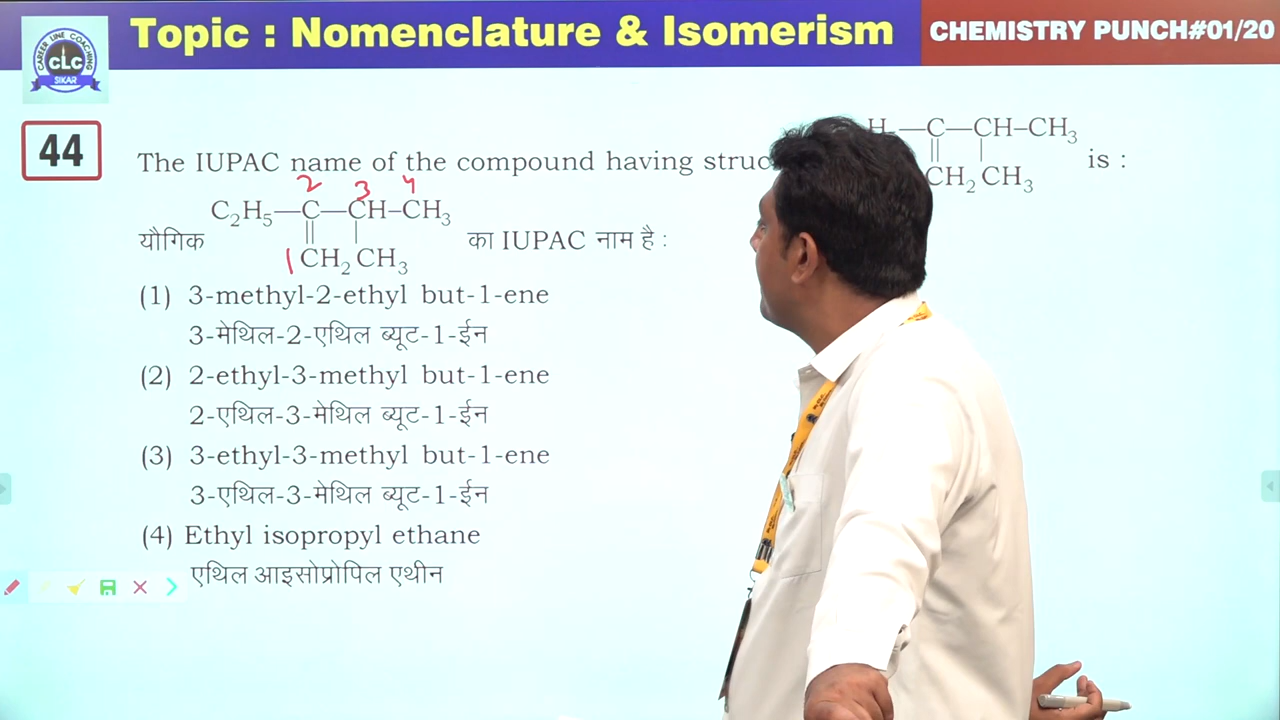 Topic : Nomenclature & Isomerism
CHEMISTRY PUNCH#01/20
CAREER LINE COACHING
CLC
SIKAR
44
H—C—CH–CH₃
The IUPAC name of the compound having is :
CH₂ CH₃
2 3 4
C₂H₅—C—CH–CH₃
यौगिक का IUPAC नाम है :
1 CH₂ CH₃
(1) 3-methyl-2-ethyl but-1-ene
3-मेथिल-2-एथिल ब्यूट-1-ईन
(2) 2-ethyl-3-methyl but-1-ene
2-एथिल-3-मेथिल ब्यूट-1-ईन
(3) 3-ethyl-3-methyl but-1-ene
3-एथिल-3-मेथिल ब्यूट-1-ईन
(4) Ethyl isopropyl ethane
एथिल आइसोप्रोपिल एथीन